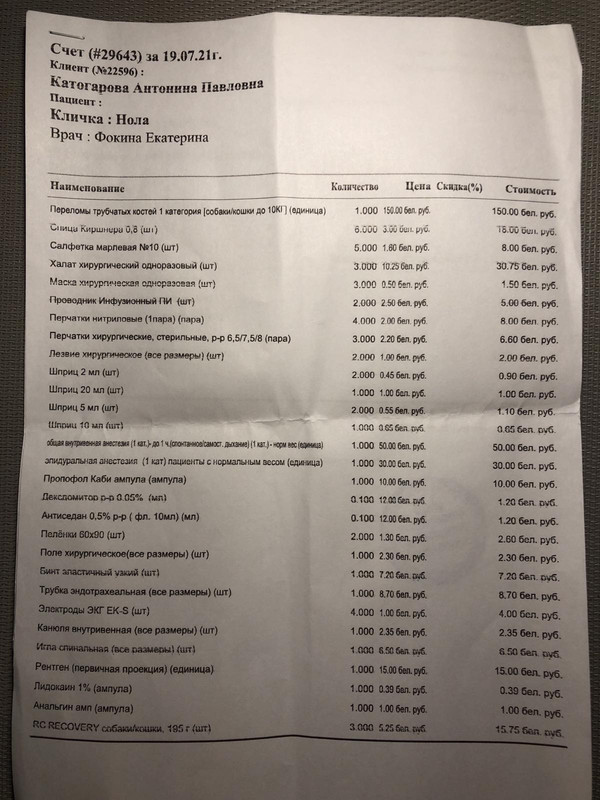 Счет (#29643) за 19.07.21г.
Клиент (№22596) :
Катогарова Антонина Павловна
Пациент :
Кличка : Нола
Врач : Фокина Екатерина
Наименование Количество Цена Скидка(%) Стоимость
Переломы трубчатых костей 1 категория [собаки/кошки до 10КГ] (единица) 1.000 150.00 бел. руб. 150.00 бел. руб.
Спица Киршнера 0,8 (шт) 6.000 3.00 бел. руб. 18.00 бел. руб.
Салфетка марлевая №10 (шт) 5.000 1.60 бел. руб. 8.00 бел. руб.
Халат хирургический одноразовый (шт) 3.000 10.25 бел. руб. 30.75 бел. руб.
Маска хирургическая одноразовая (шт) 3.000 0.50 бел. руб. 1.50 бел. руб.
Проводник Инфузионный ПИ (шт) 2.000 2.50 бел. руб. 5.00 бел. руб.
Перчатки нитриловые (1пара) (пара) 4.000 2.00 бел. руб. 8.00 бел. руб.
Перчатки хирургические, стерильные, р-р 6,5/7,5/8 (пара) 3.000 2.20 бел. руб. 6.60 бел. руб.
Лезвие хирургическое (все размеры) (шт) 2.000 1.00 бел. руб. 2.00 бел. руб.
Шприц 2 мл (шт) 2.000 0.45 бел. руб. 0.90 бел. руб.
Шприц 20 мл (шт) 1.000 1.00 бел. руб. 1.00 бел. руб.
Шприц 5 мл (шт) 2.000 0.55 бел. руб. 1.10 бел. руб.
Шприц 10 мл (шт) 1.000 0.65 бел. руб. 0.65 бел. руб.
общая внутривенная анестезия (1 кат.)- до 1 ч.(спонтанное/самост. дыхание) (1 кат.) - норм вес (единица) 1.000 50.00 бел. руб. 50.00 бел. руб.
эпидуральная анестезия (1 кат) пациенты с нормальным весом (единица) 1.000 30.00 бел. руб. 30.00 бел. руб.
Пропофол Каби ампула (ампула) 1.000 10.00 бел. руб. 10.00 бел. руб.
Дексдомитор р-р 0.05% (мл) 0.100 12.00 бел. руб. 1.20 бел. руб.
Антиседан 0,5% р-р ( фл. 10мл) (мл) 0.100 12.00 бел. руб. 1.20 бел. руб.
Пелёнки 60х90 (шт) 2.000 1.30 бел. руб. 2.60 бел. руб.
Поле хирургическое(все размеры) (шт) 1.000 2.30 бел. руб. 2.30 бел. руб.
Бинт эластичный узкий (шт) 1.000 7.20 бел. руб. 7.20 бел. руб.
Трубка эндотрахеальная (все размеры) (шт) 1.000 8.70 бел. руб. 8.70 бел. руб.
Электроды ЭКГ EK-S (шт) 4.000 1.00 бел. руб. 4.00 бел. руб.
Канюля внутривенная (все размеры) (шт) 1.000 2.35 бел. руб. 2.35 бел. руб.
Игла спинальная (все размеры) (шт) 1.000 6.50 бел. руб. 6.50 бел. руб.
Рентген (первичная проекция) (единица) 1.000 15.00 бел. руб. 15.00 бел. руб.
Лидокаин 1% (ампула) 1.000 0.39 бел. руб. 0.39 бел. руб.
Анальгин амп (ампула) 1.000 1.00 бел. руб. 1.00 бел. руб.
RC RECOVERY собаки/кошки, 195 г (шт) 3.000 5.25 бел. руб. 15.75 бел. руб.